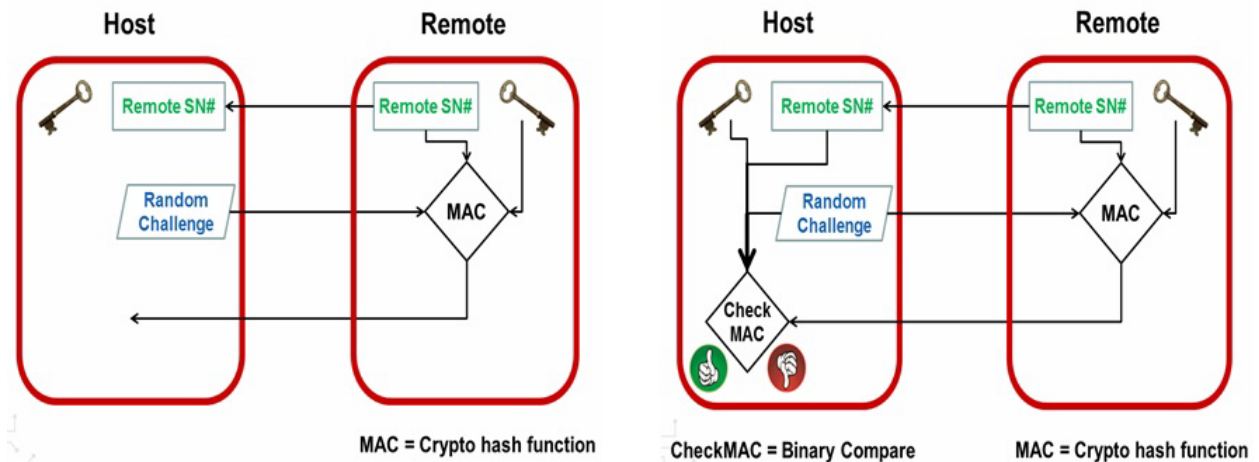 Host
Remote
Remote SN#
Remote SN#
Random
Challenge
MAC
MAC = Crypto hash function
Host
Remote
Remote SN#
Remote SN#
Random
Challenge
MAC
Check
MAC
CheckMAC = Binary Compare
MAC = Crypto hash function